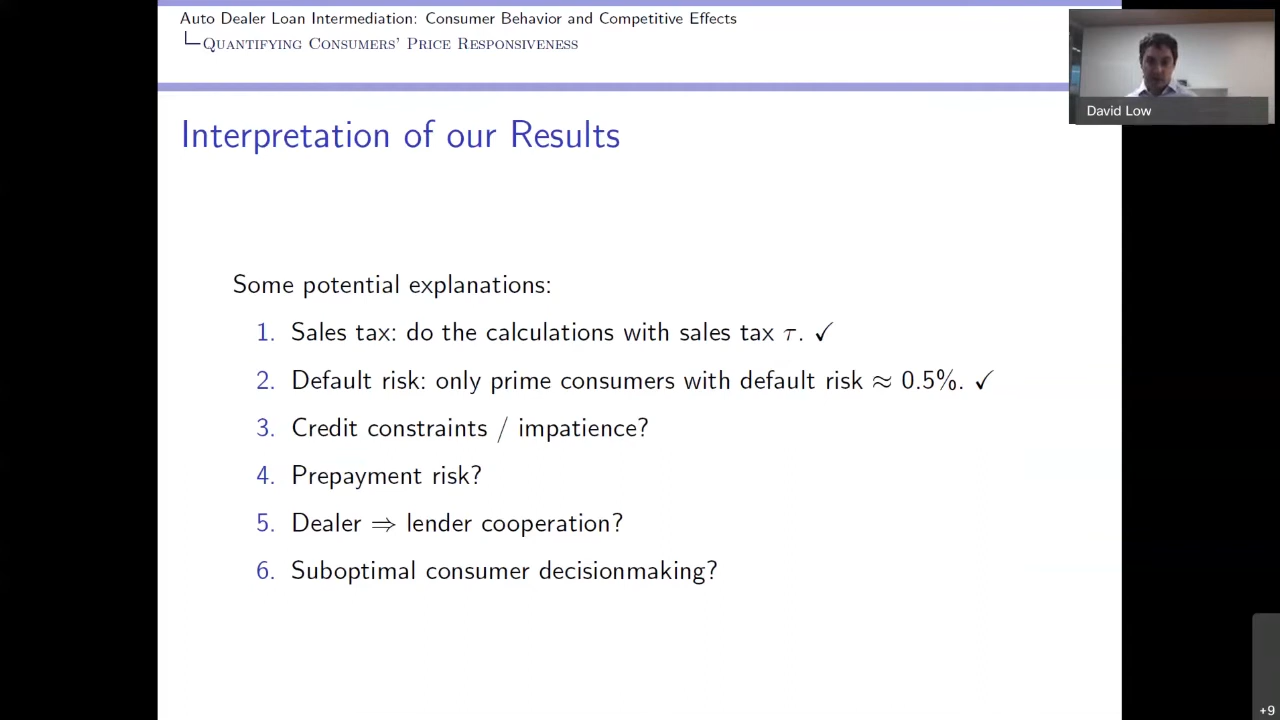 Auto Dealer Loan Intermediation: Consumer Behavior and Competitive Effects
Quantifying Consumers' Price Responsiveness
David Low
Interpretation of our Results
Some potential explanations:
1. Sales tax: do the calculations with sales tax τ. ✓
2. Default risk: only prime consumers with default risk ≈ 0.5%. ✓
3. Credit constraints / impatience?
4. Prepayment risk?
5. Dealer ⇒ lender cooperation?
6. Suboptimal consumer decisionmaking?
+9